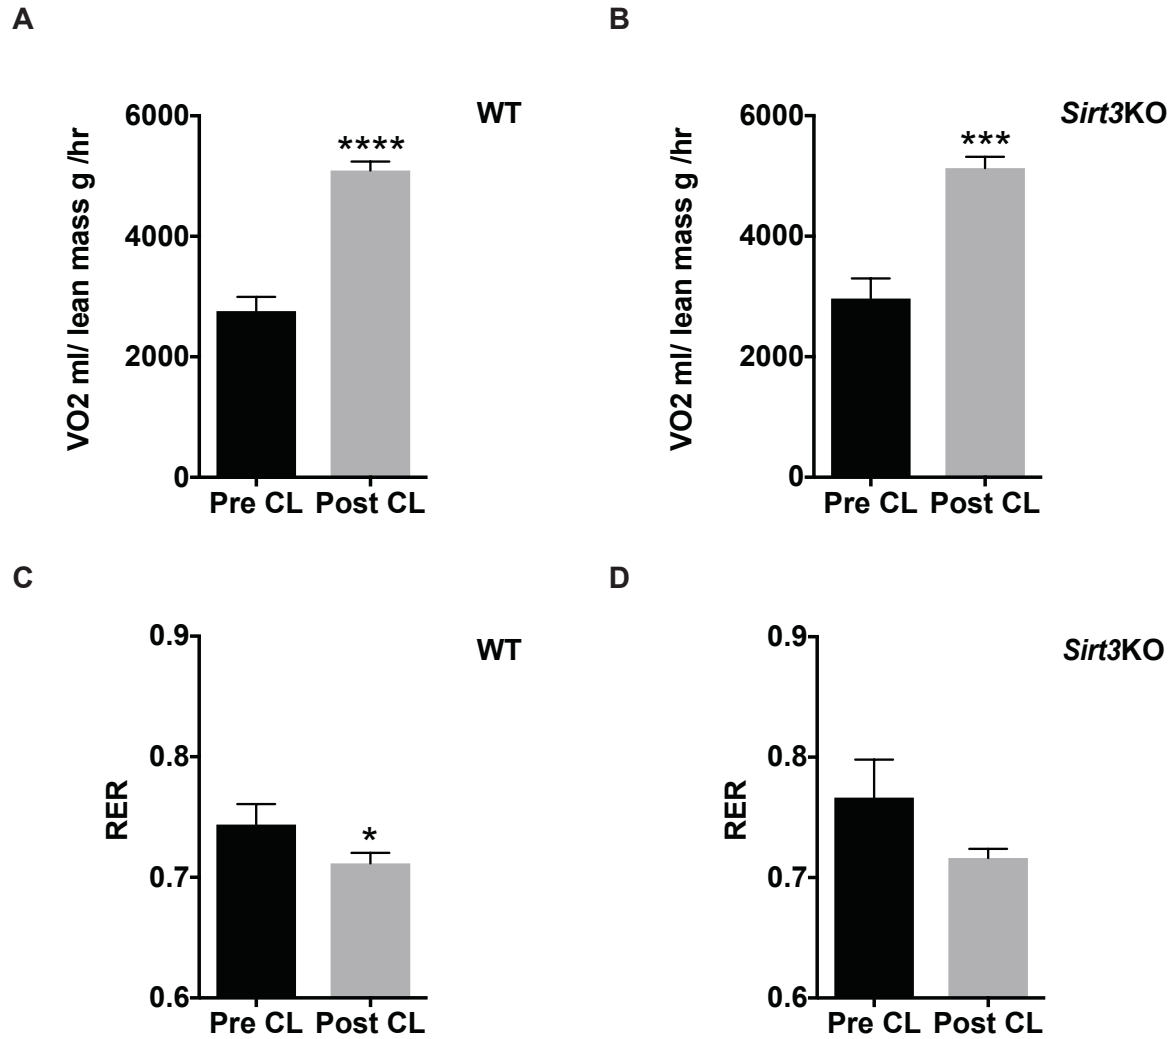 A
WT
VO2 ml/ lean mass g /hr
6000
4000
2000
0
****
Pre CL Post CL
B
Sirt3KO
VO2 ml/ lean mass g /hr
6000
4000
2000
0
***
Pre CL Post CL
C
WT
RER
0.9
0.8
0.7
0.6
*
Pre CL Post CL
D
Sirt3KO
RER
0.9
0.8
0.7
0.6
Pre CL Post CL